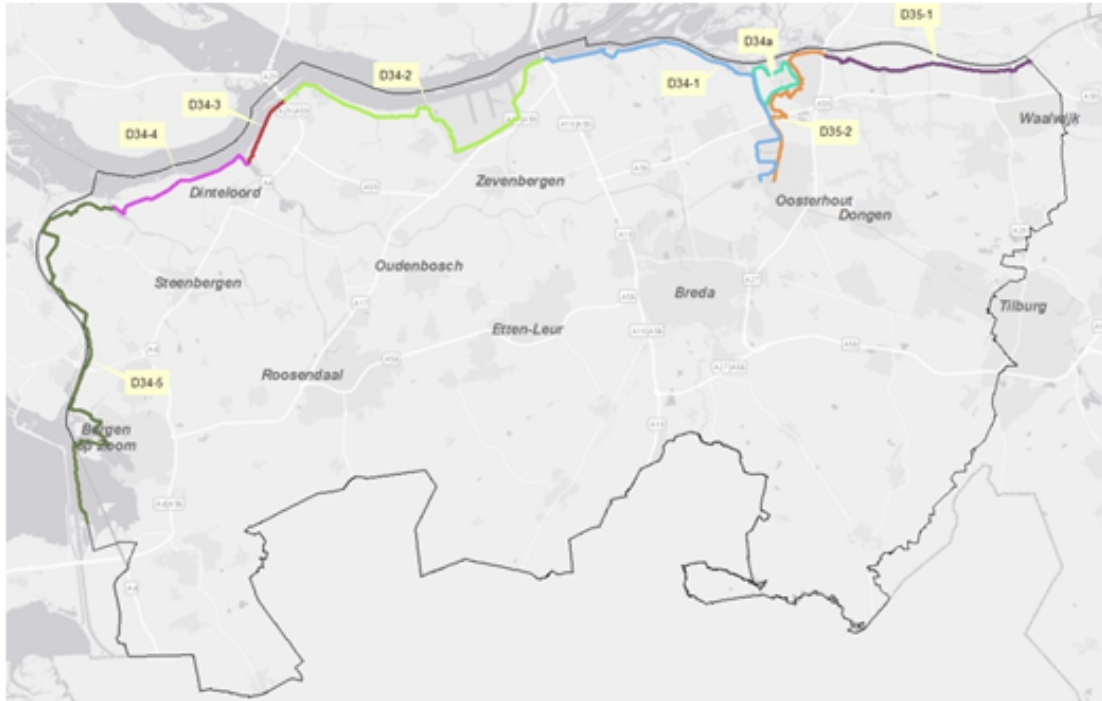 D35-1
D34a
D34-2
D34-1
D34-3
D34-4
D35-2
Waalwijk
Zevenbergen
Dinteloord
Oosterhout
Dongen
Oudenbosch
Steenbergen
Breda
Tilburg
Etten-Leur
Roosendaal
D34-5
Bergen
op Zoom